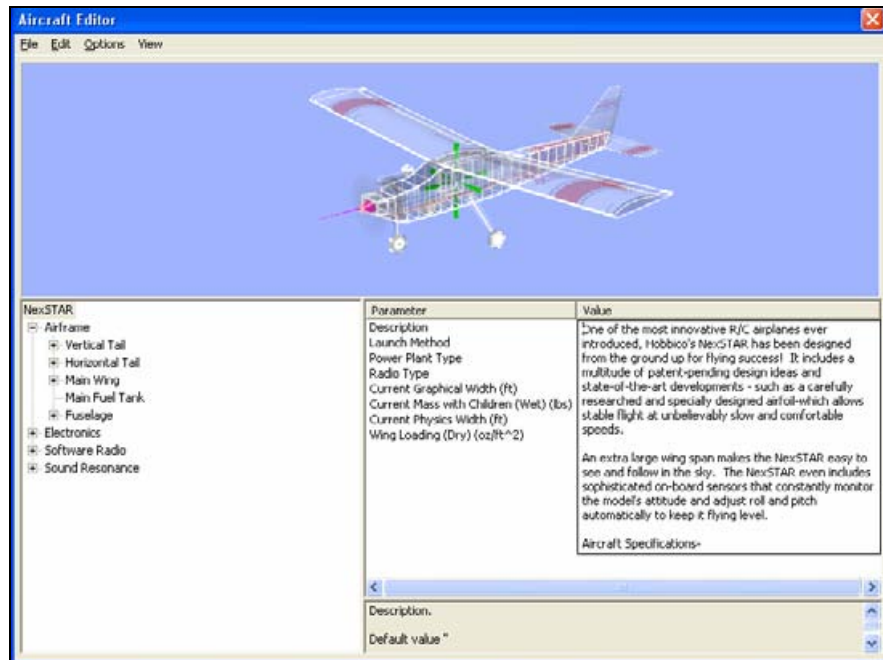 Aircraft Editor
File Edit Options View
NexSTAR
Airframe
Vertical Tail
Horizontal Tail
Main Wing
Main Fuel Tank
Fuselage
Electronics
Software Radio
Sound Resonance
Parameter Value
Description
Launch Method
Power Plant Type
Radio Type
Current Graphical Width (ft)
Current Mass with Children (Wet) (lbs)
Current Physics Width (ft)
Wing Loading (Dry) (oz/ft^2)
One of the most innovative R/C airplanes ever
introduced, Hobbico's NexSTAR has been designed
from the ground up for flying success! It includes a
multitude of patent-pending design ideas and
state-of-the-art developments - such as a carefully
researched and specially designed airfoil-which allows
stable flight at unbelievably slow and comfortable
speeds.
An extra large wing span makes the NexSTAR easy to
see and follow in the sky. The NexSTAR even includes
sophisticated on-board sensors that constantly monitor
the model's attitude and adjust roll and pitch
automatically to keep it flying level.
Aircraft Specifications-
Description.
Default value "